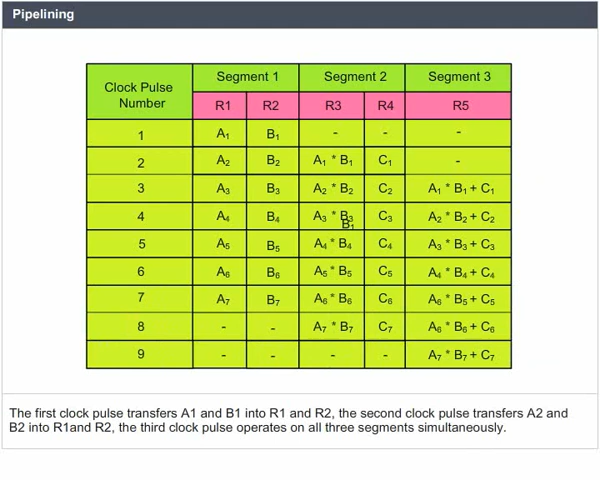 Pipelining
Clock Pulse Number Segment 1 Segment 2 Segment 3
R1 R2 R3 R4 R5
1 A₁ B₁ - - -
2 A₂ B₂ A₁ * B₁ C₁ -
3 A₃ B₃ A₂ * B₂ C₂ A₁ * B₁ + C₁
4 A₄ B₄ A₃ * B₃ C₃ A₂ * B₂ + C₂
B₁
5 A₅ B₅ A₄ * B₄ C₄ A₃ * B₃ + C₃
6 A₆ B₆ A₅ * B₅ C₅ A₄ * B₄ + C₄
7 A₇ B₇ A₆ * B₆ C₆ A₆ * B₅ + C₅
8 - - A₇ * B₇ C₇ A₆ * B₆ + C₆
9 - - - - A₇ * B₇ + C₇
The first clock pulse transfers A1 and B1 into R1 and R2, the second clock pulse transfers A2 and
B2 into R1and R2, the third clock pulse operates on all three segments simultaneously.